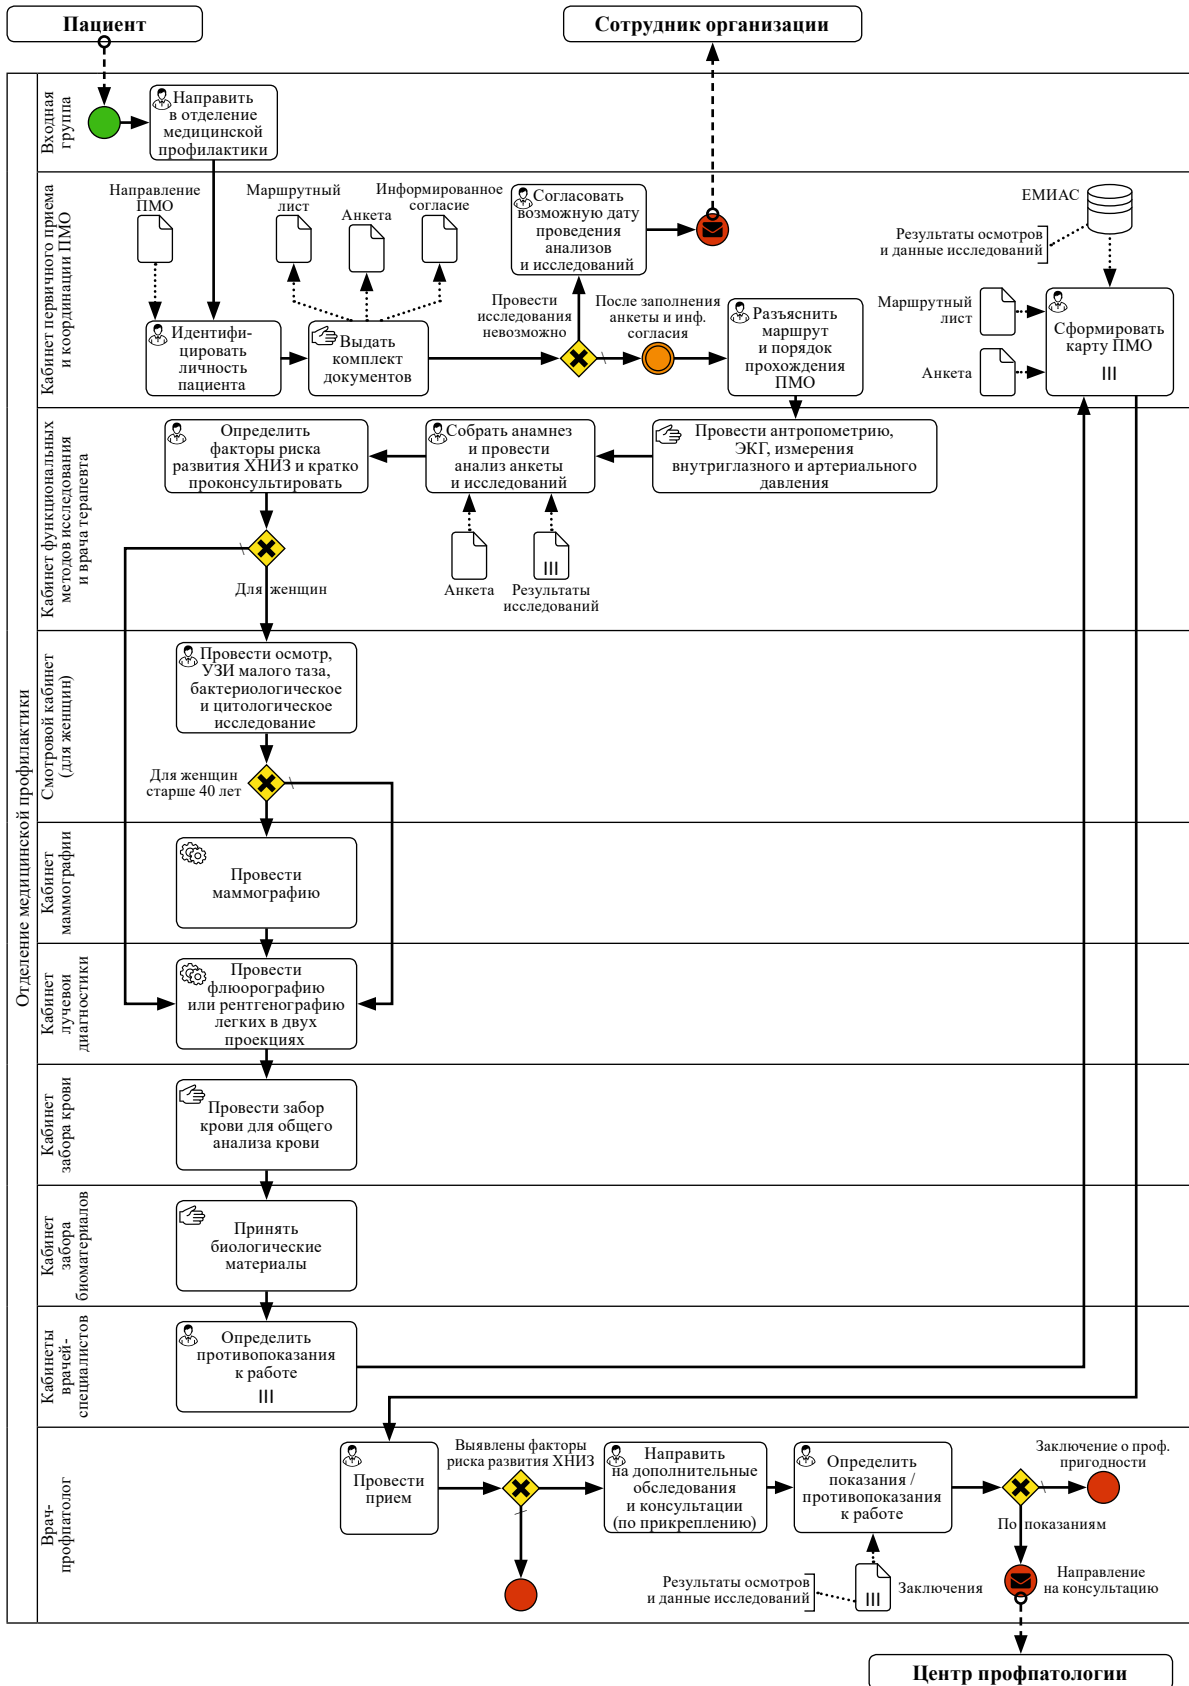 Пациент
Сотрудник организации
Отделение медицинской профилактики
Входная
группа
Направить
в отделение
медицинской
профилактики
Кабинет первичного приема
и координации ПМО
Направление
ПМО
Маршрутный
лист
Анкета
Информированное
согласие
Согласовать
возможную дату
проведения
анализов
и исследований
ЕМИАС
Результаты осмотров
и данные исследований
Идентифи-
цировать
личность
пациента
Выдать
комплект
документов
Провести
исследования
невозможно
После заполнения
анкеты и инф.
согласия
Разъяснить
маршрут
и порядок
прохождения
ПМО
Маршрутный
лист
Анкета
Сформировать
карту ПМО
Кабинет функциональных
методов исследования
и врача терапевта
Определить
факторы риска
развития ХНИЗ и кратко
проконсультировать
Собрать анамнез
и провести
анализ анкеты
и исследований
Провести антропометрию,
ЭКГ, измерения
внутриглазного и артериального
давления
Анкета
Результаты
исследований
Для женщин
Смотровой кабинет
(для женщин)
Провести осмотр,
УЗИ малого таза,
бактериологическое
и цитологическое
исследование
Для женщин
старше 40 лет
Кабинет
маммографии
Провести
маммографию
Кабинет
лучевой
диагностики
Провести
флюорографию
или рентгенографию
легких в двух
проекциях
Кабинет
забора крови
Провести забор
крови для общего
анализа крови
Кабинет
забора
биоматериалов
Принять
биологические
материалы
Кабинеты
врачей-
специалистов
Определить
противопоказания
к работе
Врач-
профпатолог
Провести
прием
Выявлены факторы
риска развития ХНИЗ
Направить
на дополнительные
обследования
и консультации
(по прикреплению)
Определить
показания /
противопоказания
к работе
Заключение о проф.
пригодности
По показаниям
Результаты осмотров
и данные исследований
Заключения
Направление
на консультацию
Центр профпатологии